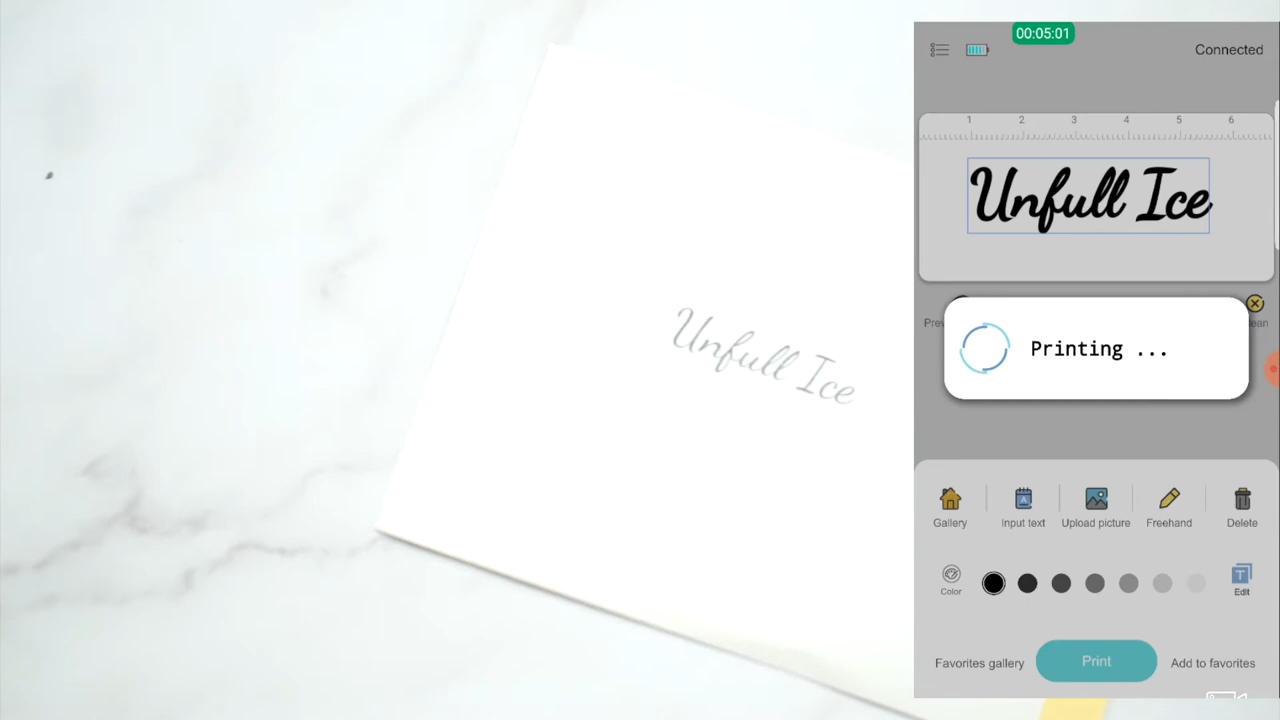 Unfull Ice
00:05:01
Connected
1 2 3 4 5 6
Unfull Ice
Printing ...
Gallery
Input text
Upload picture
Freehand
Delete
Color
Edit
Favorites gallery
Print
Add to favorites